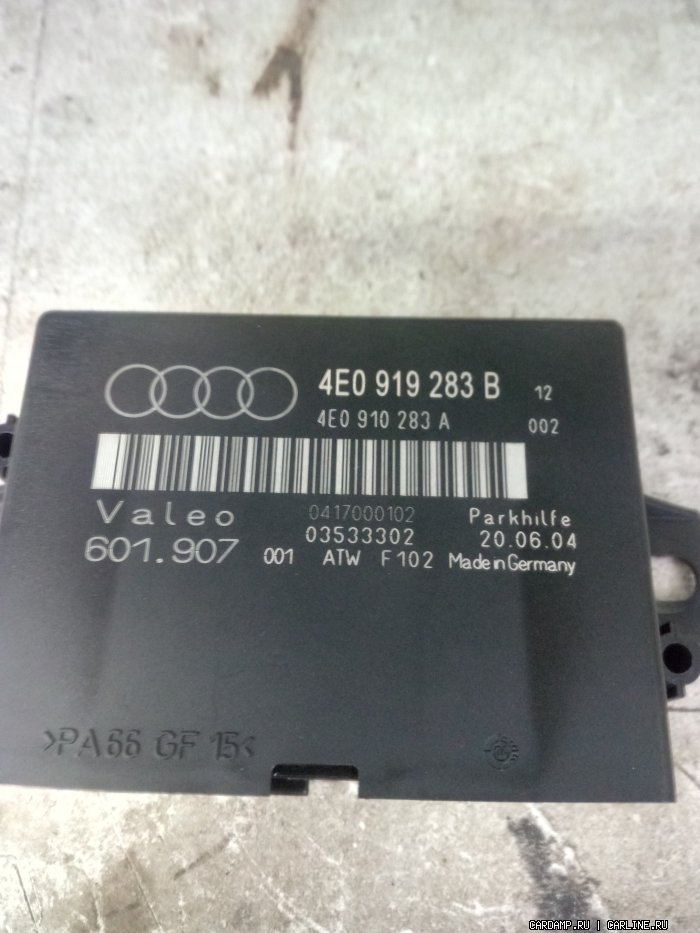 4E0 919 283 B 12
4E0 910 283 A 002
Valeo 0417000102 Parkhilfe
03533302 20.06.04
601.907 001 ATW F102 Made in Germany
>PA66 GF 15<
CARDAMP.RU | CARLINE.RU